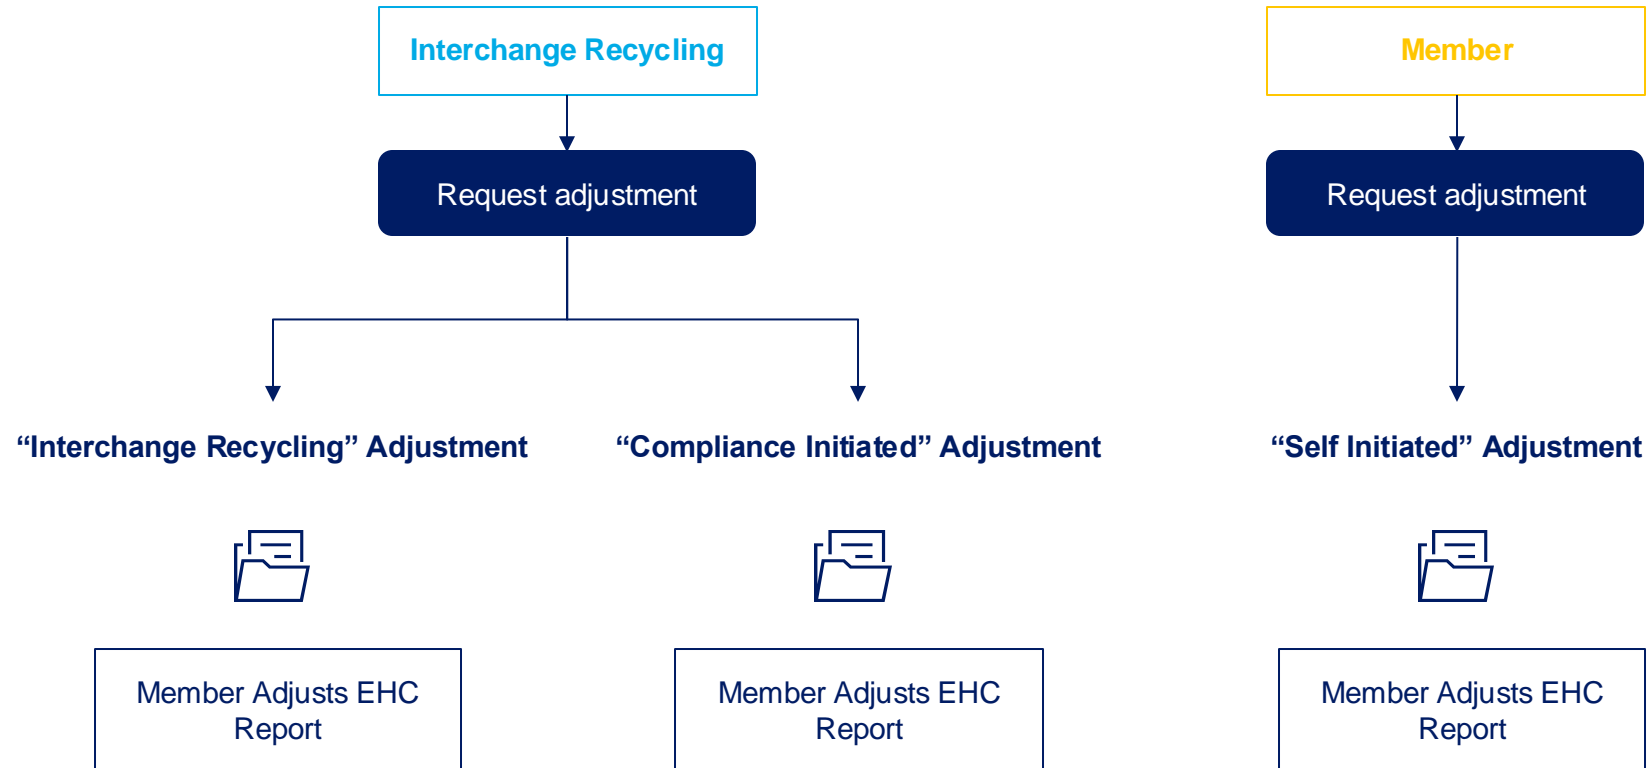 Interchange Recycling
Member
Request adjustment
Request adjustment
“Interchange Recycling” Adjustment
“Compliance Initiated” Adjustment
“Self Initiated” Adjustment
Member Adjusts EHC
Report
Member Adjusts EHC
Report
Member Adjusts EHC
Report